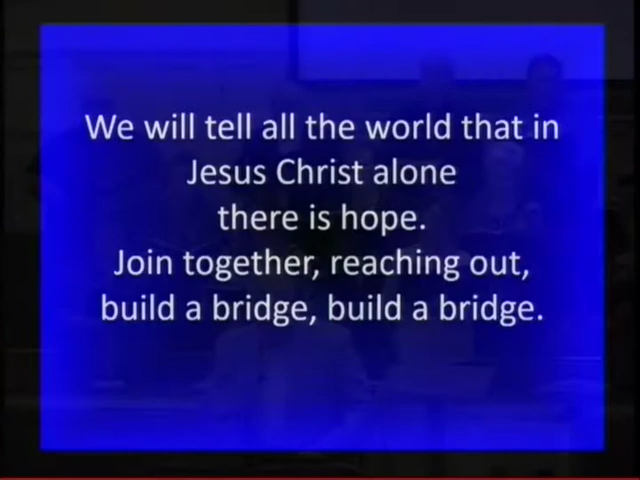 We will tell all the world that in
Jesus Christ alone
there is hope.
Join together, reaching out,
build a bridge, build a bridge.